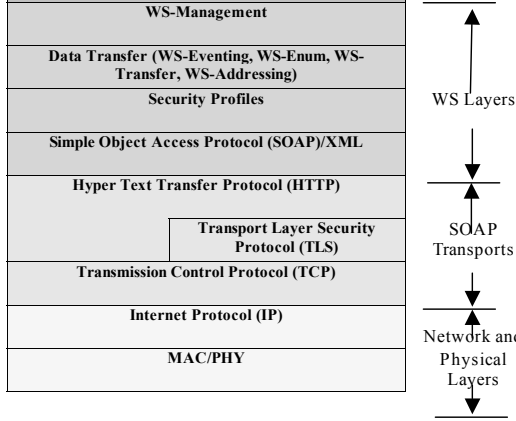 WS-Management
Data Transfer (WS-Eventing, WS-Enum, WS-
Transfer, WS-Addressing)
Security Profiles
WS Layers
Simple Object Access Protocol (SOAP)/XML
Hyper Text Transfer Protocol (HTTP)
Transport Layer Security
Protocol (TLS)
SOAP
Transports
Transmission Control Protocol (TCP)
Internet Protocol (IP)
MAC/PHY
Network and
Physical
Layers